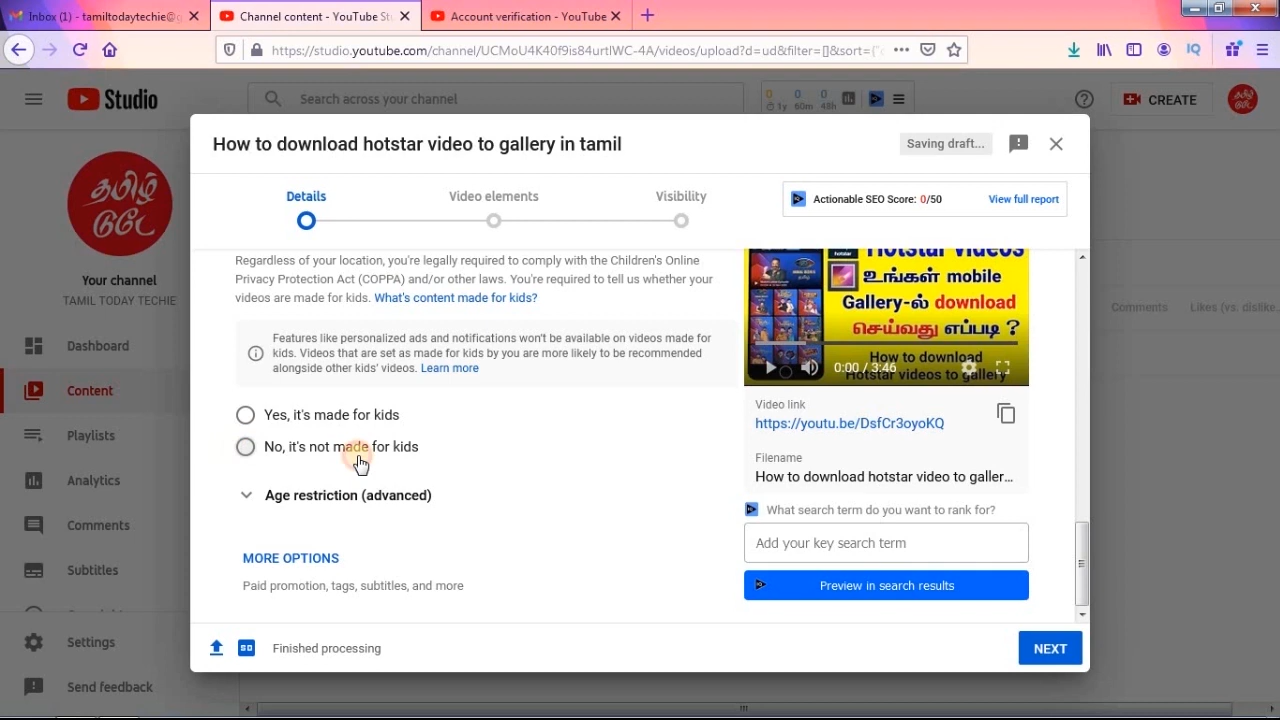 Inbox (1) - tamiltodaytechie@g
Channel content - YouTube St
Account verification - YouTube
https://studio.youtube.com/channel/UCMoU4K40f9is84urtlWC-4A/videos/upload?d=ud&filter=[]&sort={"c
Studio
Search across your channel
0 0 0
1y 60m 48h
CREATE
தமிழ்
டுடே
Your channel
TAMIL TODAY TECHIE
Dashboard
Content
Playlists
Analytics
Comments
Subtitles
Settings
Send feedback
Comments
Likes (vs. dislike
How to download hotstar video to gallery in tamil
Saving draft...
Details
Video elements
Visibility
Actionable SEO Score: 0/50
View full report
Regardless of your location, you're legally required to comply with the Children's Online
Privacy Protection Act (COPPA) and/or other laws. You're required to tell us whether your
videos are made for kids. What's content made for kids?
Features like personalized ads and notifications won't be available on videos made for
kids. Videos that are set as made for kids by you are more likely to be recommended
alongside other kids' videos. Learn more
Yes, it's made for kids
No, it's not made for kids
Age restriction (advanced)
MORE OPTIONS
Paid promotion, tags, subtitles, and more
Hotstar Videos
உங்கள் mobile
Gallery-ல் download
செய்வது எப்படி ?
How to download
Hotstar videos to gallery
hotstar
0:00 / 3:46
Video link
https://youtu.be/DsfCr3oyoKQ
Filename
How to download hotstar video to galler...
What search term do you want to rank for?
Add your key search term
Preview in search results
SD
Finished processing
NEXT